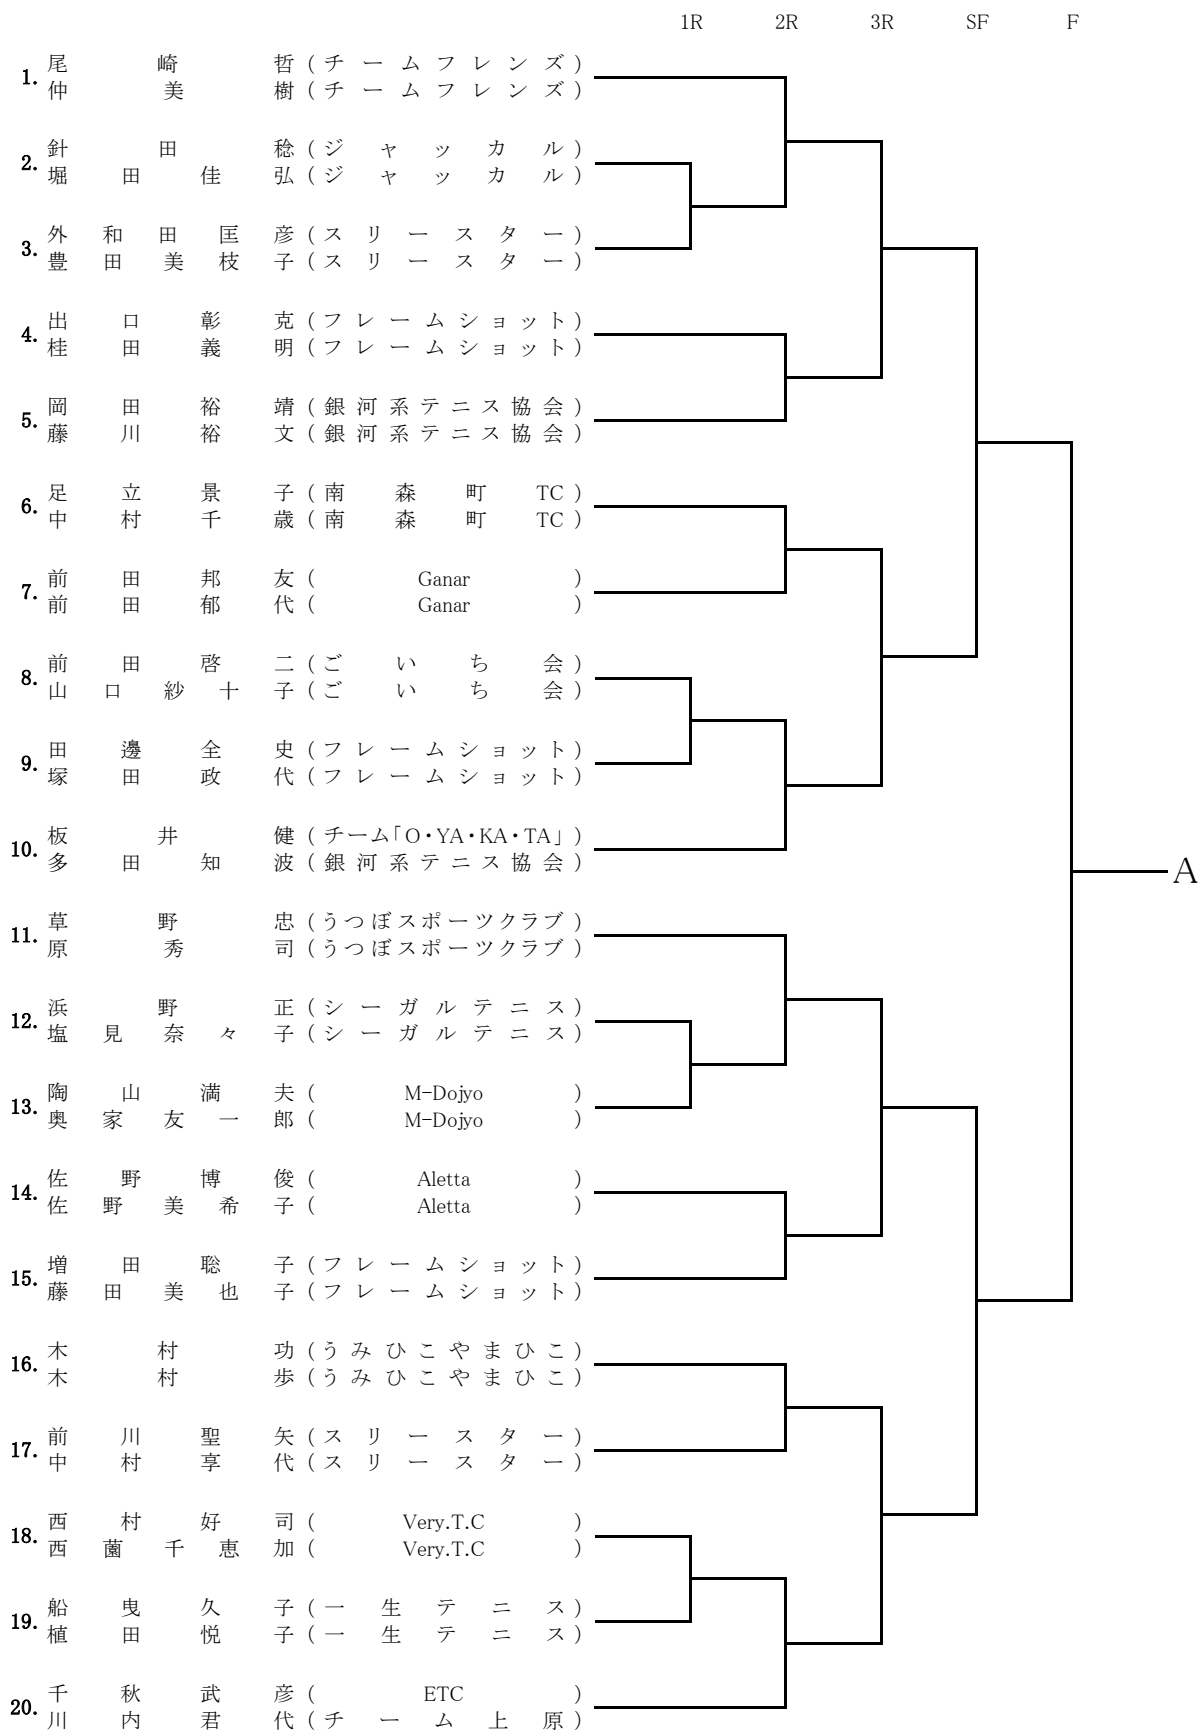 1R 2R 3R SF F
1. 尾崎哲(チームフレンズ)
仲美樹(チームフレンズ)
2. 針田稔(ジャッカル)
堀田佳弘(ジャッカル)
3. 外和田匡彦(スリースター)
豊田美枝子(スリースター)
4. 出口彰克(フレームショット)
桂田義明(フレームショット)
5. 岡田裕靖(銀河系テニス協会)
藤川裕文(銀河系テニス協会)
6. 足立景子(南森町TC)
中村千歳(南森町TC)
7. 前田邦友(Ganar)
前田郁代(Ganar)
8. 前田啓二(ごいち会)
山口紗十子(ごいち会)
9. 田邊全史(フレームショット)
塚田政代(フレームショット)
10. 板井健(チーム「O・YA・KA・TA」)
多田知波(銀河系テニス協会)
A
11. 草野忠(うつぼスポーツクラブ)
原秀司(うつぼスポーツクラブ)
12. 浜野正(シーガルテニス)
塩見奈々子(シーガルテニス)
13. 陶山満夫(M-Dojyo)
奥家友一郎(M-Dojyo)
14. 佐野博俊(Aletta)
佐野美希子(Aletta)
15. 増田聡子(フレームショット)
藤田美也子(フレームショット)
16. 木村功(うみひこやまひこ)
木村歩(うみひこやまひこ)
17. 前川聖矢(スリースター)
中村享代(スリースター)
18. 西村好司(Very.T.C)
西薗千恵加(Very.T.C)
19. 船曳久子(一生テニス)
植田悦子(一生テニス)
20. 千秋武彦(ETC)
川内君代(チーム上原)